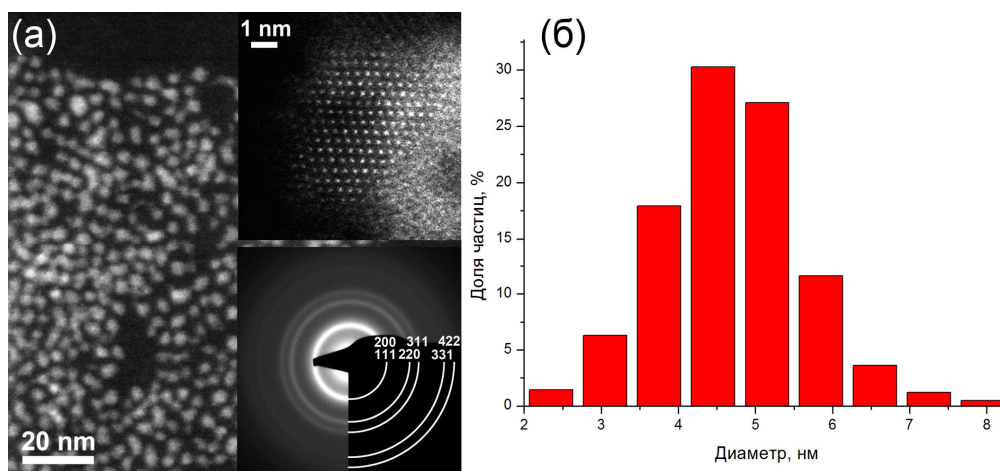 (а)
1 nm
20 nm
200 311 422
111 220 331
(б)
Доля частиц, %
30
25
20
15
10
5
0
2 3 4 5 6 7 8
Диаметр, нм